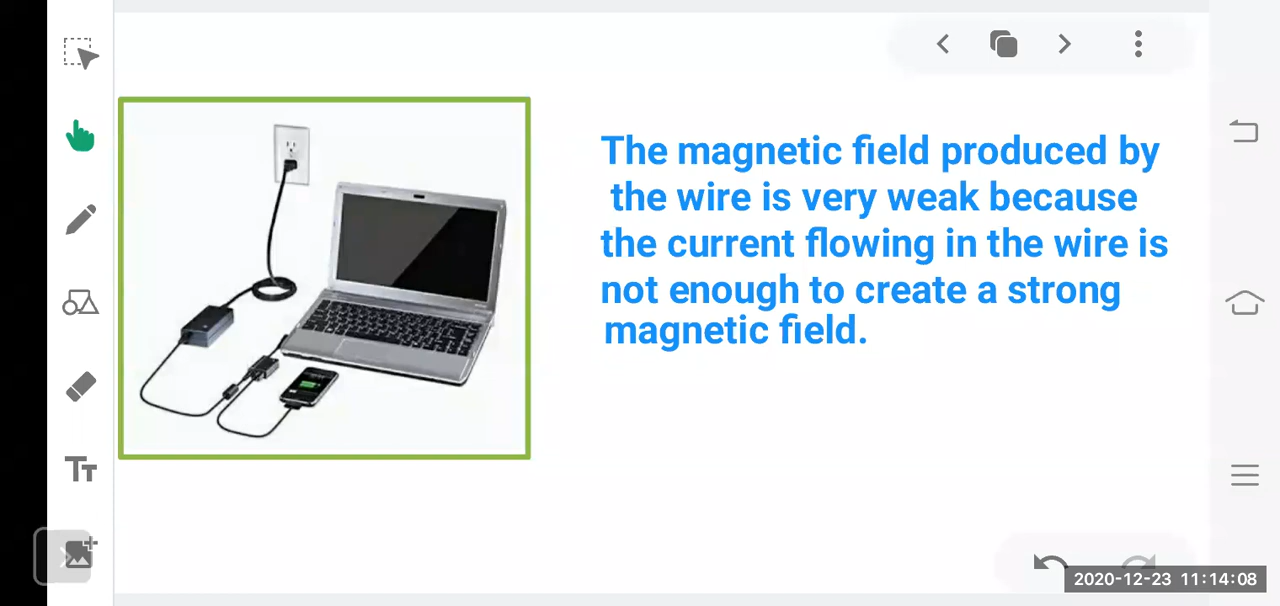 The magnetic field produced by
the wire is very weak because
the current flowing in the wire is
not enough to create a strong
magnetic field.
TT
2020-12-23 11:14:08